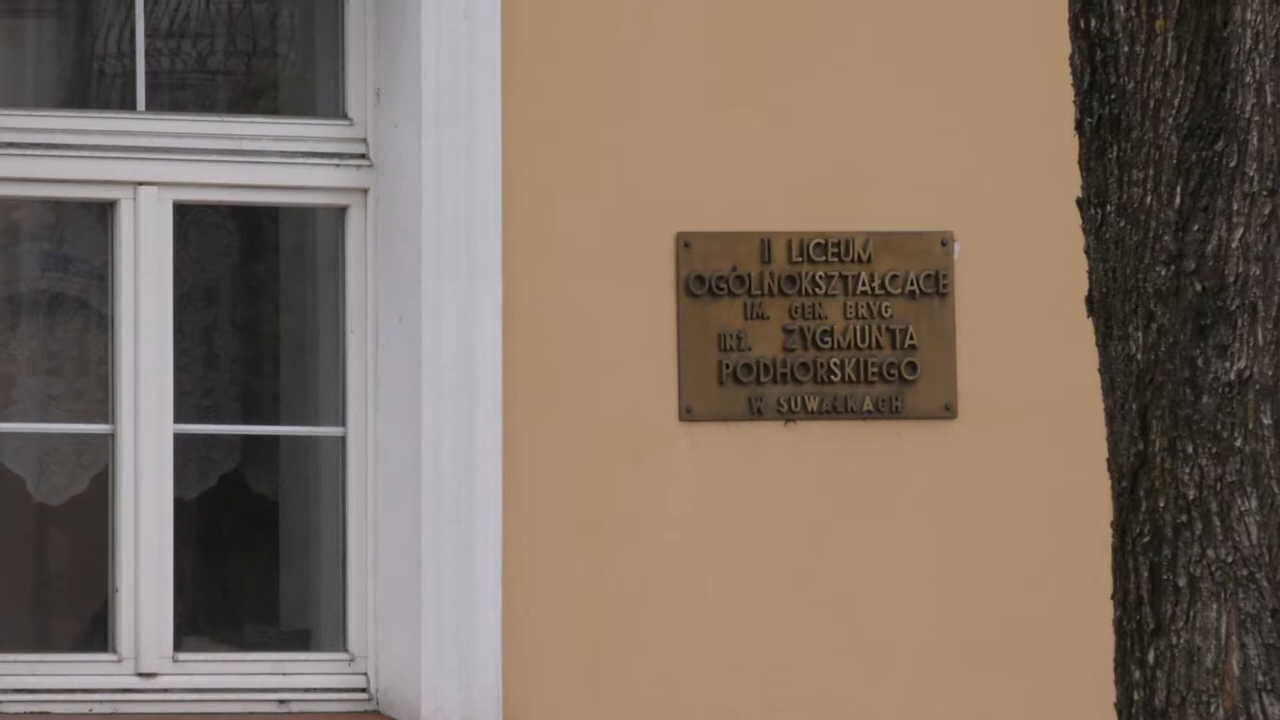 I LICEUM
OGÓLNOKSZTAŁCĄCE
IM. GEN. BRYG.
INŻ. ZYGMUNTA
PODHORSKIEGO
W SUWAŁKACH